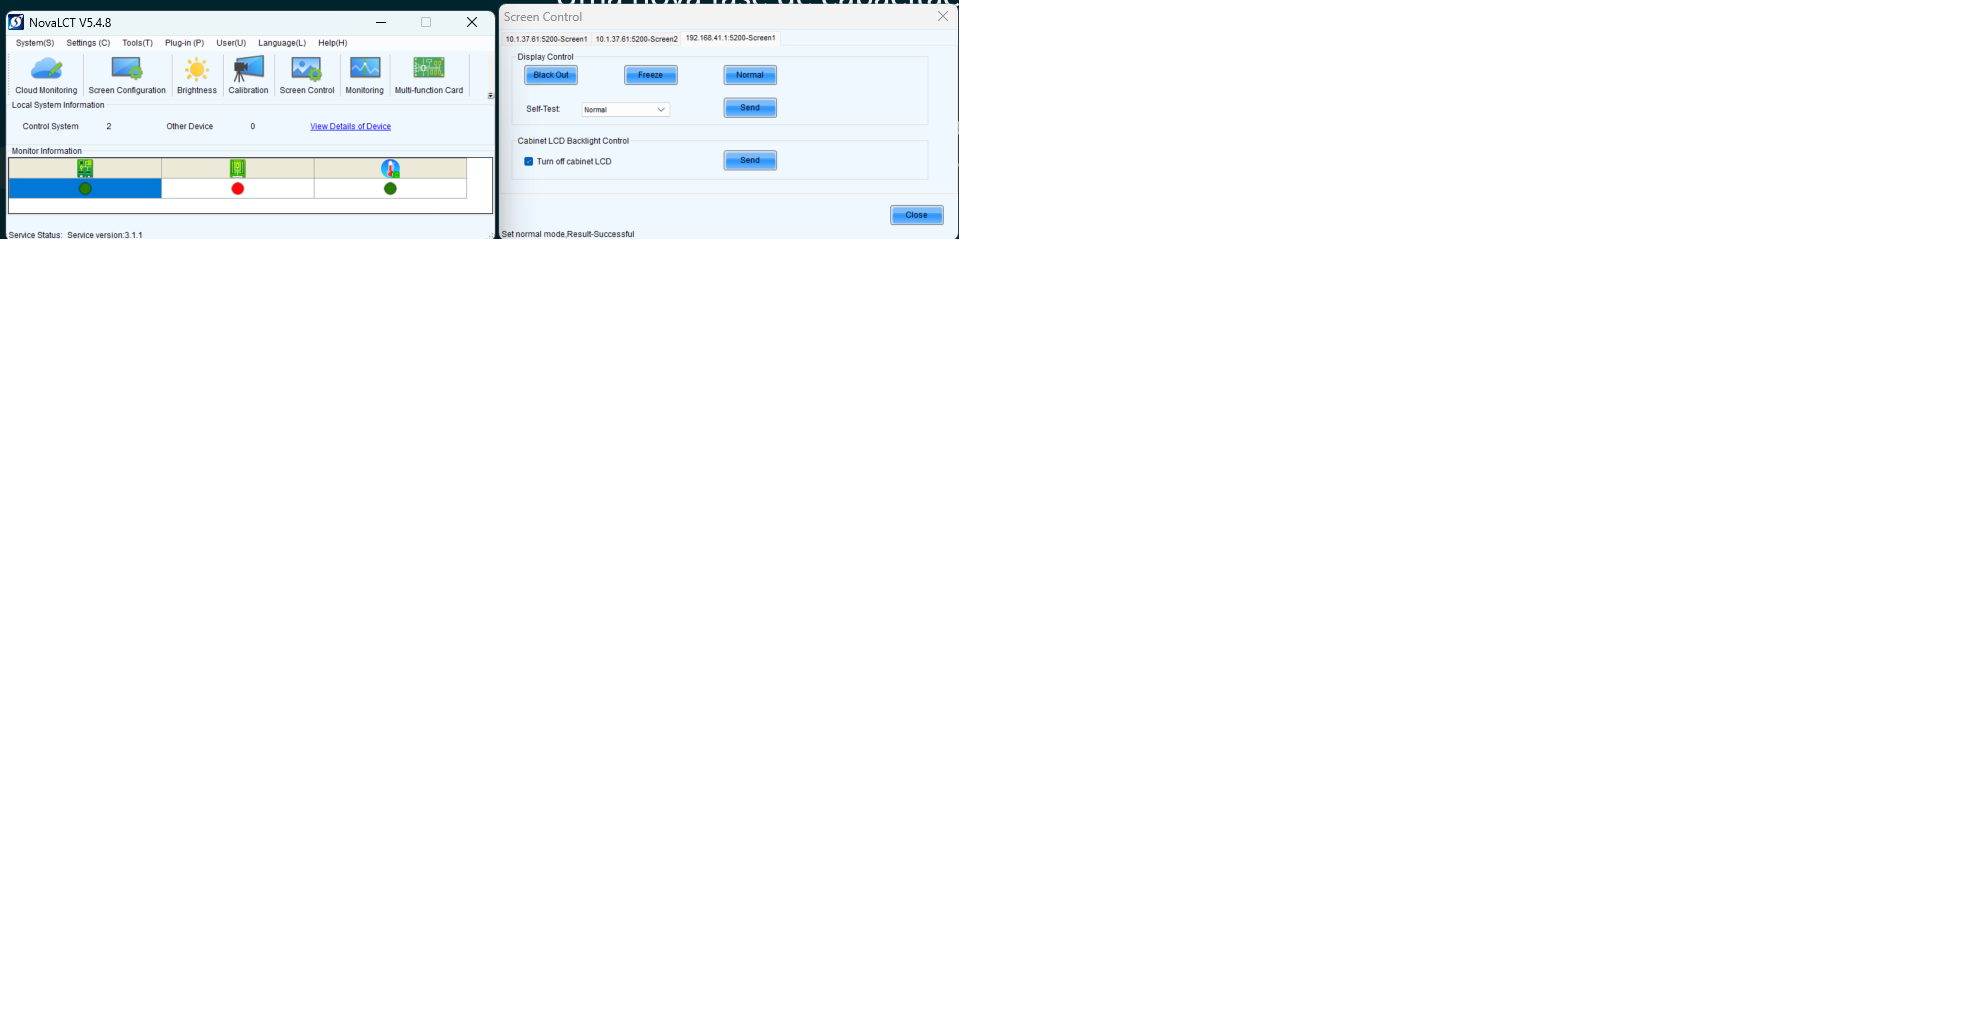 NovaLCT V5.4.8
System(S) Settings (C) Tools(T) Plug-in (P) User(U) Language(L) Help(H)
Cloud Monitoring Screen Configuration Brightness Calibration Screen Control Monitoring Multi-function Card
Local System Information
Control System 2 Other Device 0 View Details of Device
Monitor Information
Service Status: Service version:3.1.1
Screen Control
10.1.37.61:5200-Screen1 10.1.37.61:5200-Screen2 192.168.41.1:5200-Screen1
Display Control
Black Out Freeze Normal
Self-Test: Normal Send
Cabinet LCD Backlight Control
Turn off cabinet LCD Send
Close
Set normal mode,Result-Successful